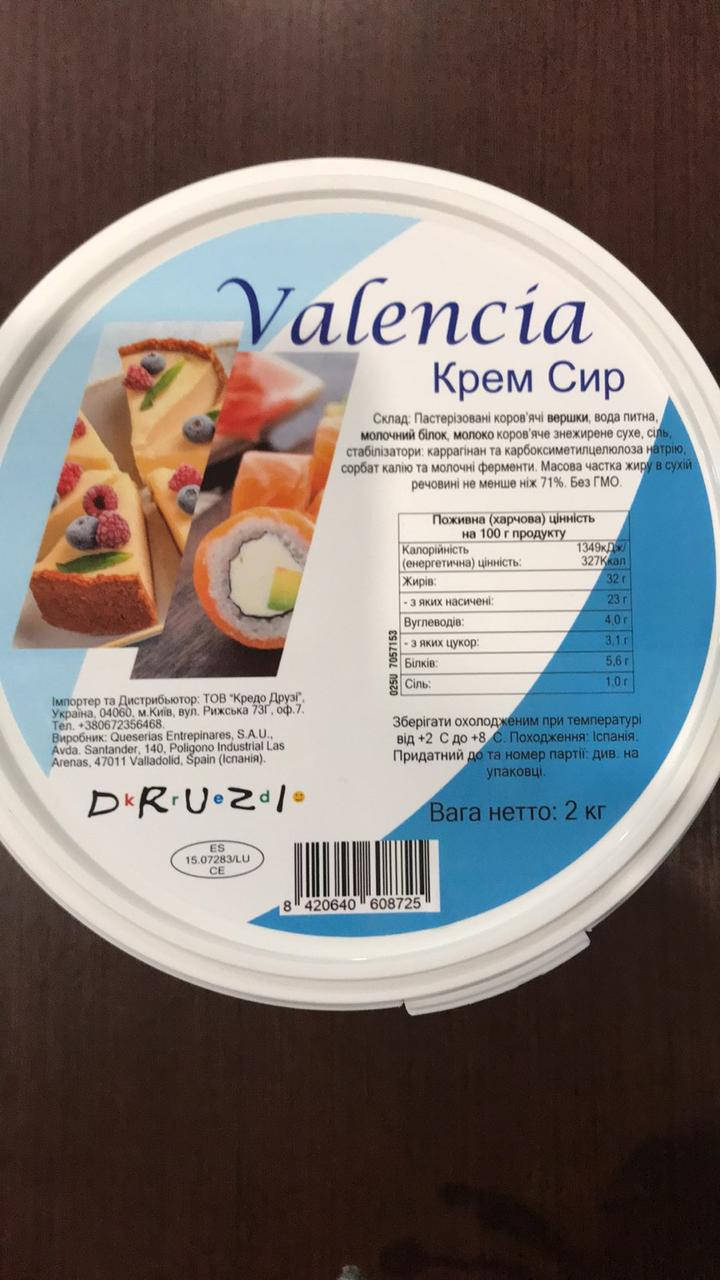 Valencia
Крем Сир
Склад: Пастерізовані коров'ячі вершки, вода питна,
молочний білок, молоко коров'яче знежирене сухе, сіль,
стабілізатори: каррагінан та карбоксиметилцелюлоза натрію,
сорбат калію та молочні ферменти. Масова частка жиру в сухій
речовині не менше ніж 71%. Без ГМО.
Поживна (харчова) цінність
на 100 г продукту
Калорійність 1349кДж/
(енергетична) цінність: 327Ккал
Жирів: 32 г
- з яких насичені: 23 г
Вуглеводів: 4,0 г
- з яких цукор: 3,1 г
Білків: 5,6 г
Сіль: 1,0 г
025U 7057153
Імпортер та Дистрибьютор: ТОВ "Кредо Друзі",
Україна, 04060, м.Київ, вул. Рижська 73Г, оф.7.
Тел. +380672356468.
Виробник: Queserias Entrepinares, S.A.U.,
Avda. Santander, 140, Poligono Industrial Las
Arenas, 47011 Valladolid, Spain (Іспанія).
Зберігати охолодженим при температурі
від +2 С до +8 С. Походження: Іспанія.
Придатний до та номер партії: див. на
упаковці.
DkRrUeZdIo
Вага нетто: 2 кг
ES
15.07283/LU
CE
8 420640 608725